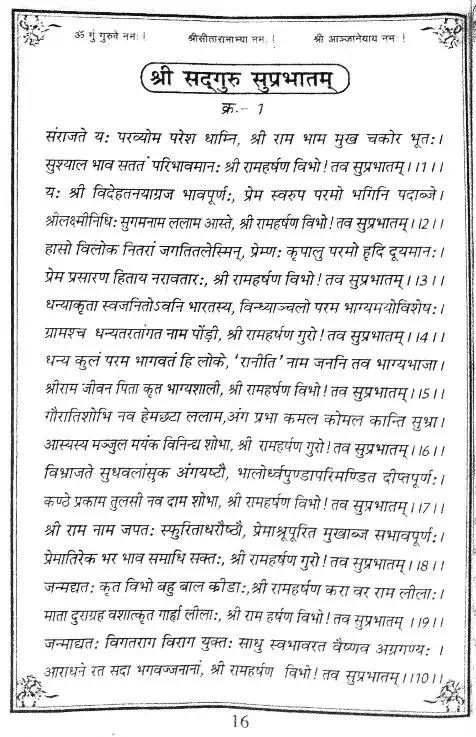 ॐ गुं गुरुवे नमः ! श्रीसीतारामाभ्या नमः ! श्री आञ्जानेयाय नमः !
श्री सद्गुरु सुप्रभातम्
क्र.- 1
संराजते यः परव्योम परेश धाम्नि, श्री राम भाम मुख चकोर भूतः।
सुश्याल भाव सततं परिभावमानः श्री रामहर्षण विभो! तव सुप्रभातम्।।1।।
यः श्री विदेहतनयाग्रज भावपूर्णः, प्रेम स्वरुप परमो भगिनि पदाब्जे।
श्रीलक्ष्मीनिधिः सुगमनाम ललाम आस्ते, श्री रामहर्षण विभो! तव सुप्रभातम्।।2।।
हासो विलोक नितरां जगतितलेस्मिन्, प्रेम्णः कृपालु परमो हृदि दूयमानः।
प्रेम प्रसारण हिताय नरावतारः, श्री रामहर्षण विभो! तव सुप्रभातम्।।3।।
धन्याकृता स्वजनितोऽवनि भारतस्य, विन्ध्याञ्चलो परम भाग्यमयोविशेषः।
ग्रामश्च धन्यतरतांगत नाम पोंड़ी, श्री रामहर्षण गुरो! तव सुप्रभातम्।।4।।
धन्य कुलं परम भागवतं हि लोके, 'रानीति' नाम जननि तव भाग्यभाजा।
श्रीराम जीवन पिता कृत भाग्यशाली, श्री रामहर्षण विभो! तव सुप्रभातम्।।5।।
गौरातिशोभि नव हेमछटा ललाम,अंग प्रभा कमल कोमल कान्ति सुभ्रा।
आस्यस्य मञ्जुल मयंक विनिन्द्य शोभा, श्री रामहर्षण गुरो! तव सुप्रभातम्।।6।।
विभ्राजते सुधवलांसुक अंगयष्टौ, भालोर्ध्वपुण्डापरिमण्डित दीप्तपूर्णः।
कण्ठे प्रकाम तुलसी नव दाम शोभा, श्री रामहर्षण विभो! तव सुप्रभातम्।।7।।
श्री राम नाम जपतः स्फुरिताधरौष्ठौ, प्रेमाश्रूपूरित मुखाब्ज सभावपूर्णः।
प्रेमातिरेक भर भाव समाधि सक्तः, श्री रामहर्षण गुरो! तव सुप्रभातम्।।8।।
जन्मद्यतः कृत विभो बहु बाल कीडाः,श्री रामहर्षण करा वर राम लीलाः।
माता दुराग्रह वशात्कृत गार्ह्य लीलाः, श्री राम हर्षण विभो! तव सुप्रभातम्।।9।।
जन्माद्यतः विगतराग विराग युक्तः साधु स्वभावरत वैष्णव अग्रगण्यः।
आराधने रत सदा भगवज्जनानां, श्री रामहर्षण विभो! तव सुप्रभातम्।।10।।
16